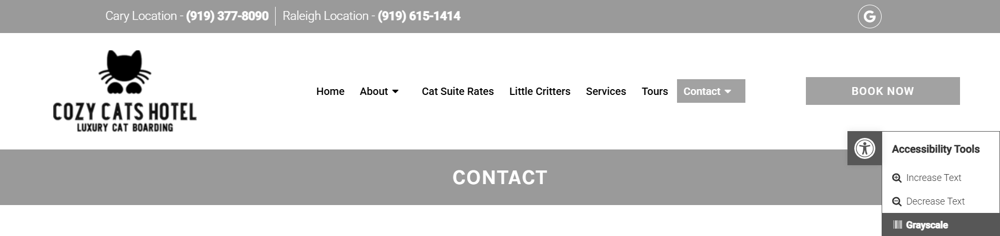 Cary Location - (919) 377-8090 Raleigh Location - (919) 615-1414 G
COZY CATS HOTEL
LUXURY CAT BOARDING
Home About Cat Suite Rates Little Critters Services Tours Contact
BOOK NOW
CONTACT
Accessibility Tools
Increase Text
Decrease Text
Grayscale